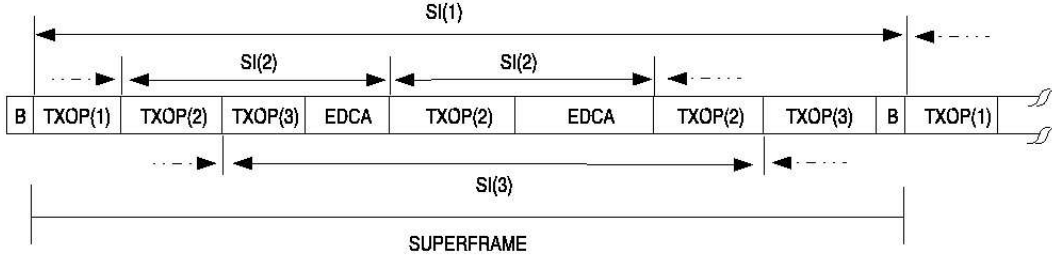 SI(1)
SI(2) SI(2)
B TXOP(1) TXOP(2) TXOP(3) EDCA TXOP(2) EDCA TXOP(2) TXOP(3) B TXOP(1)
SI(3)
SUPERFRAME